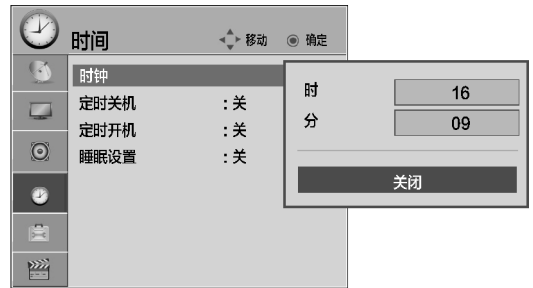 时间 移动 确定
时钟
定时关机 : 关
定时开机 : 关
睡眠设置 : 关
时 16
分 09
关闭